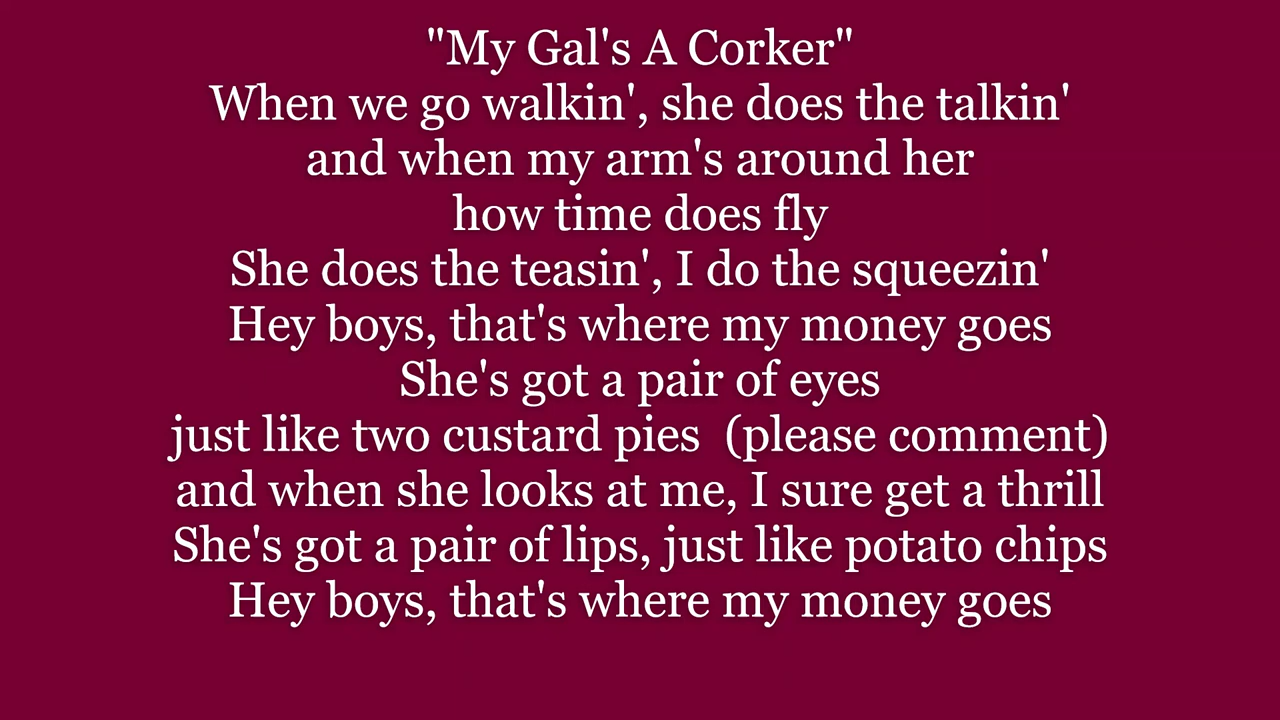 "My Gal's A Corker"
When we go walkin', she does the talkin'
and when my arm's around her
how time does fly
She does the teasin', I do the squeezin'
Hey boys, that's where my money goes
She's got a pair of eyes
just like two custard pies  (please comment)
and when she looks at me, I sure get a thrill
She's got a pair of lips, just like potato chips
Hey boys, that's where my money goes